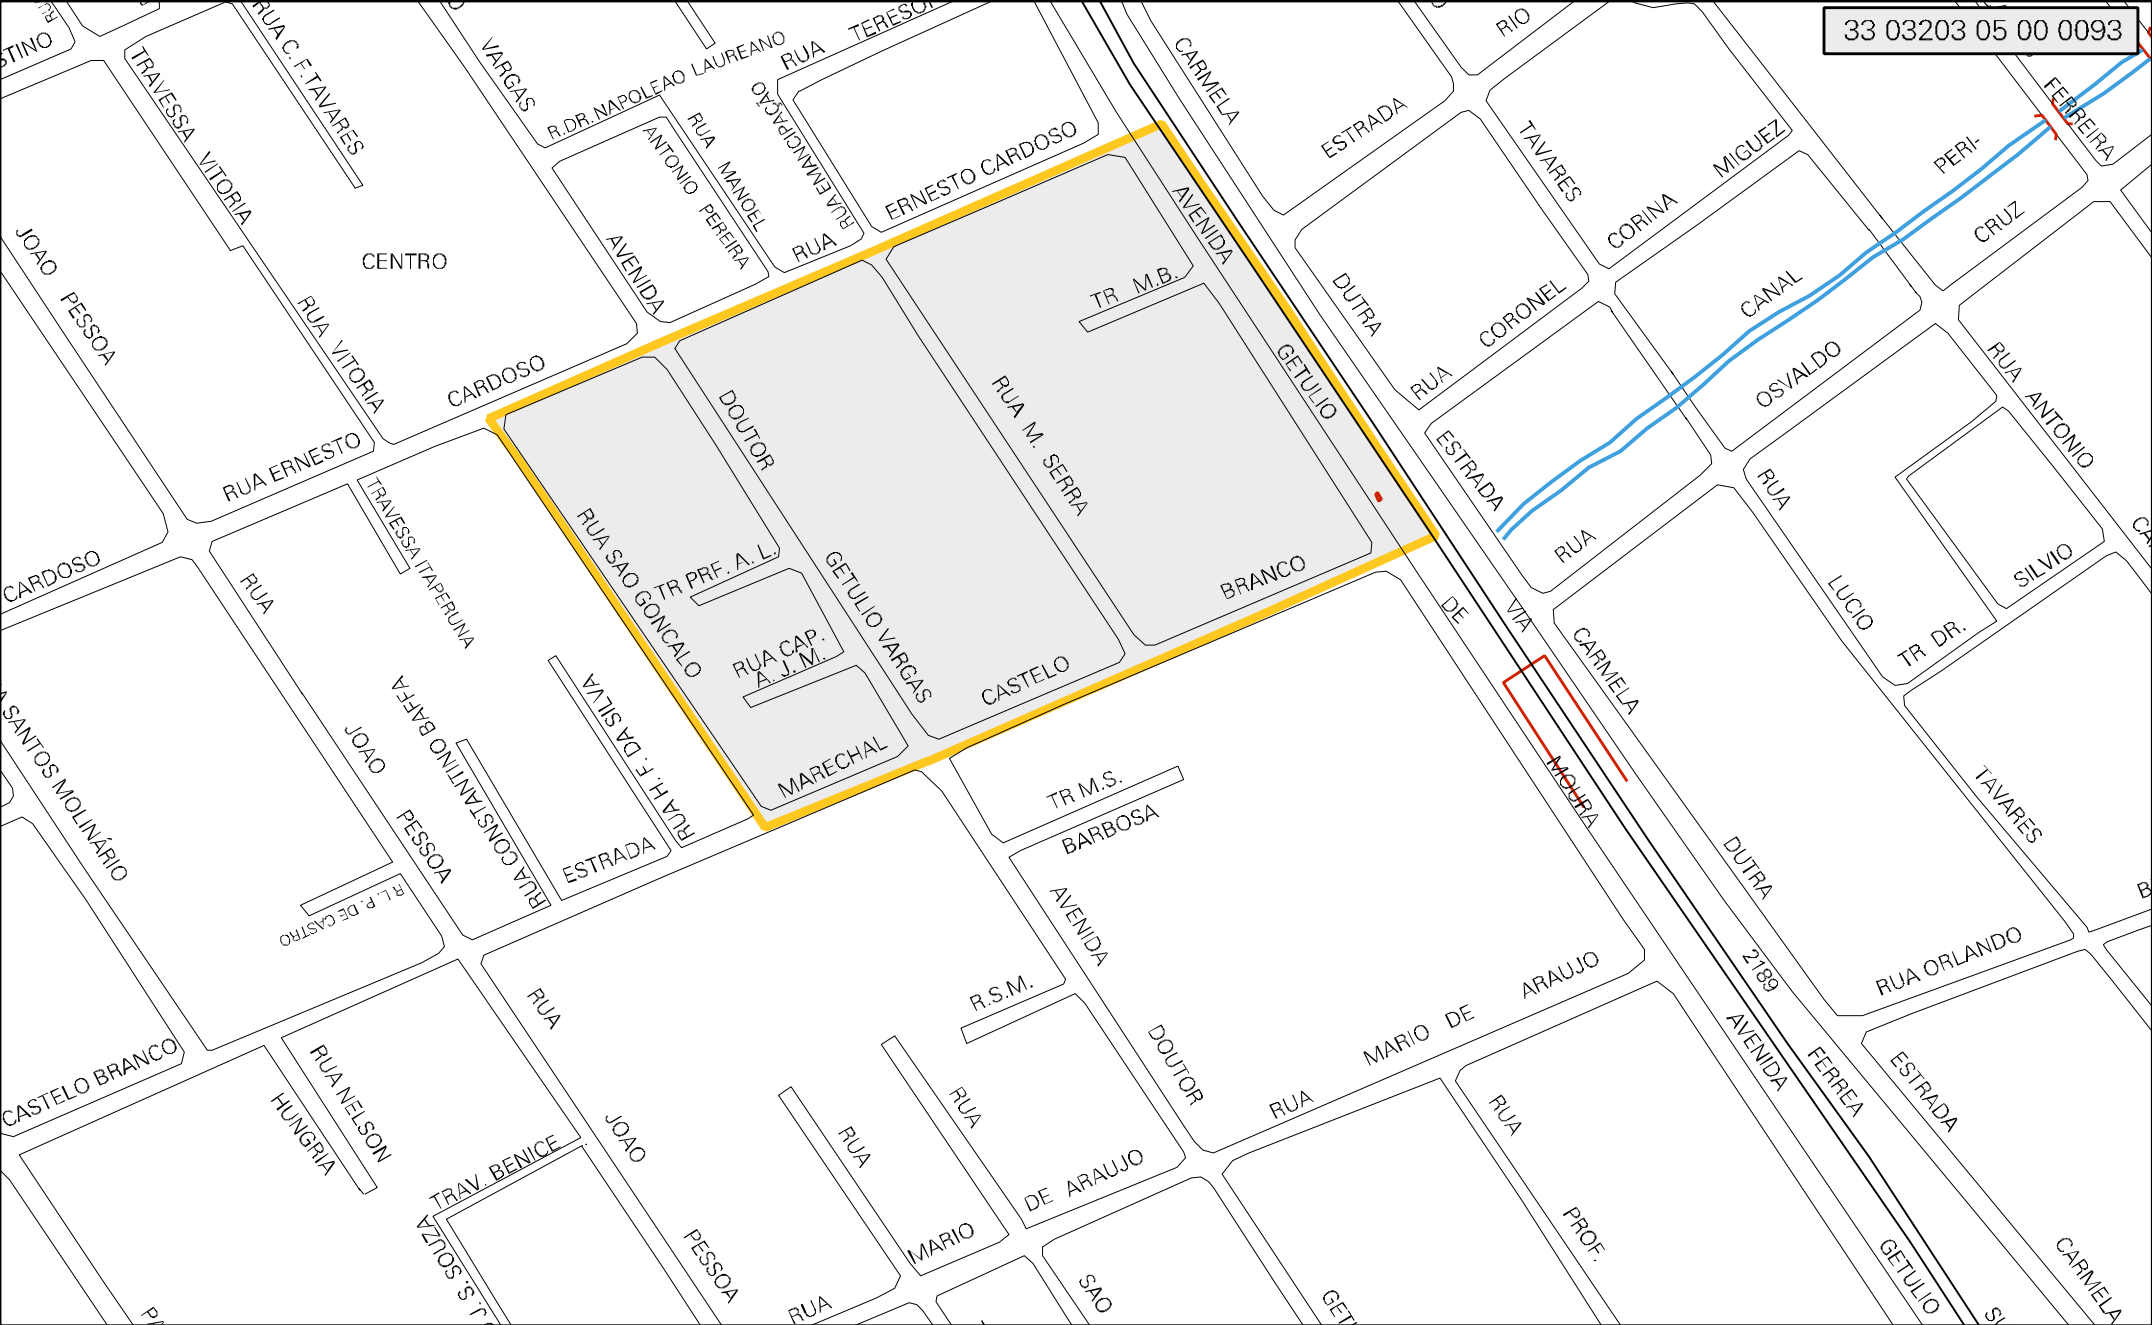 33 03203 05 00 0093
STINO
TRAVESSA VITORIA
RUA C. F. TAVARES
VARGAS
R.DR. NAPOLEAO LAUREANO
RUA TERESO
CARMELA
RIO
ESTRADA
TAVARES
MIGUEZ
CORINA
FERREIRA
PERI-
CRUZ
CANAL
JOAO PESSOA
CENTRO
RUA VITORIA
AVENIDA
ANTONIO PEREIRA
RUA MANOEL
RUA EMANCIPAÇÃO
RUA
ERNESTO CARDOSO
AVENIDA
TR M.B.
GETULIO
DUTRA
CORONEL
RUA
OSVALDO
RUA ANTONIO
CARDOSO
RUA ERNESTO
CARDOSO
TRAVESSA ITAPERUNA
DOUTOR
RUA M. SERRA
ESTRADA
RUA
RUA
LUCIO
SILVIO
TR DR.
CA
RUA
RUA SAO GONCALO
TR PRF. A. L.
GETULIO VARGAS
RUA CAP.
A. J. M.
BRANCO
CASTELO
MARECHAL
DE
VIA
CARMELA
MOURA
SANTOS MOLINÁRIO
JOAO
PESSOA
RUA CONSTANTINO BAFFA
RUA H. F. DA SILVA
ESTRADA
R.L. P. DE CASTRO
TR M.S.
BARBOSA
AVENIDA
TAVARES
DUTRA
2189
RUA ORLANDO
B
RUA
R.S.M.
DOUTOR
RUA MARIO DE ARAUJO
AVENIDA
FERREA
ESTRADA
CASTELO BRANCO
RUA NELSON
HUNGRIA
TRAV. BENICE
J. S. SOUZA
JOAO
PESSOA
RUA
RUA
RUA
MARIO
DE ARAUJO
RUA
PROF.
SAO
GETU
GETULIO
CARMELA